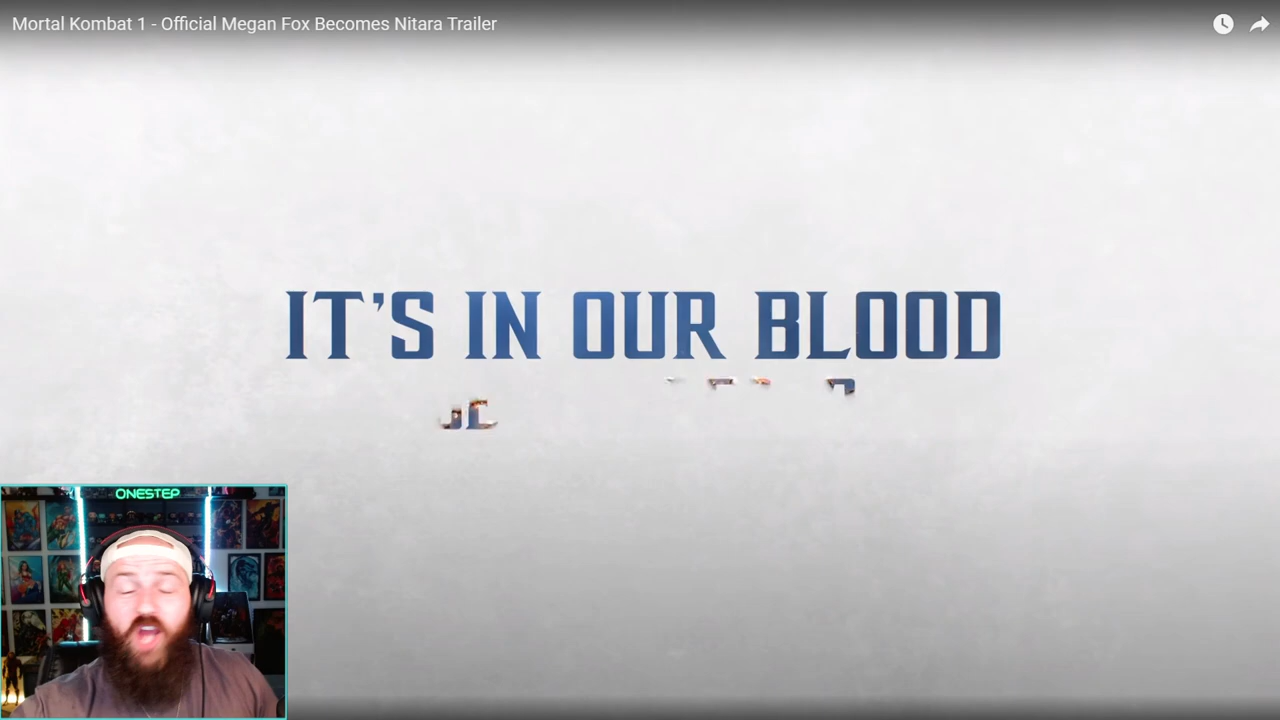 Mortal Kombat 1 - Official Megan Fox Becomes Nitara Trailer
IT'S IN OUR BLOOD
ONESTEP